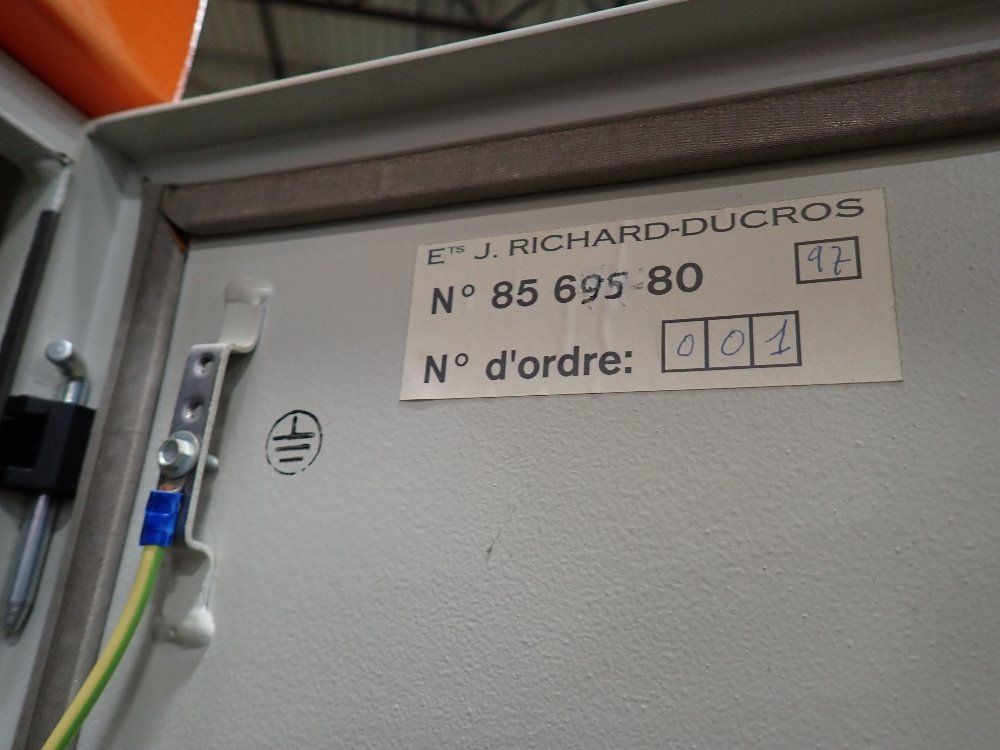 ETS J. RICHARD-DUCROS
N° 85 695 80
97
N° d'ordre: 001